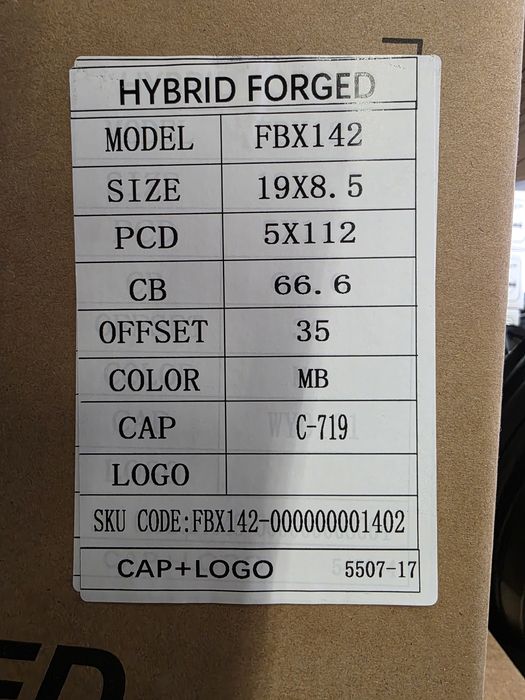 HYBRID FORGED
MODEL FBX142
SIZE 19X8.5
PCD 5X112
CB 66.6
OFFSET 35
COLOR MB
CAP C-719
LOGO
SKU CODE:FBX142-000000001402
CAP+LOGO 5507-17
ED